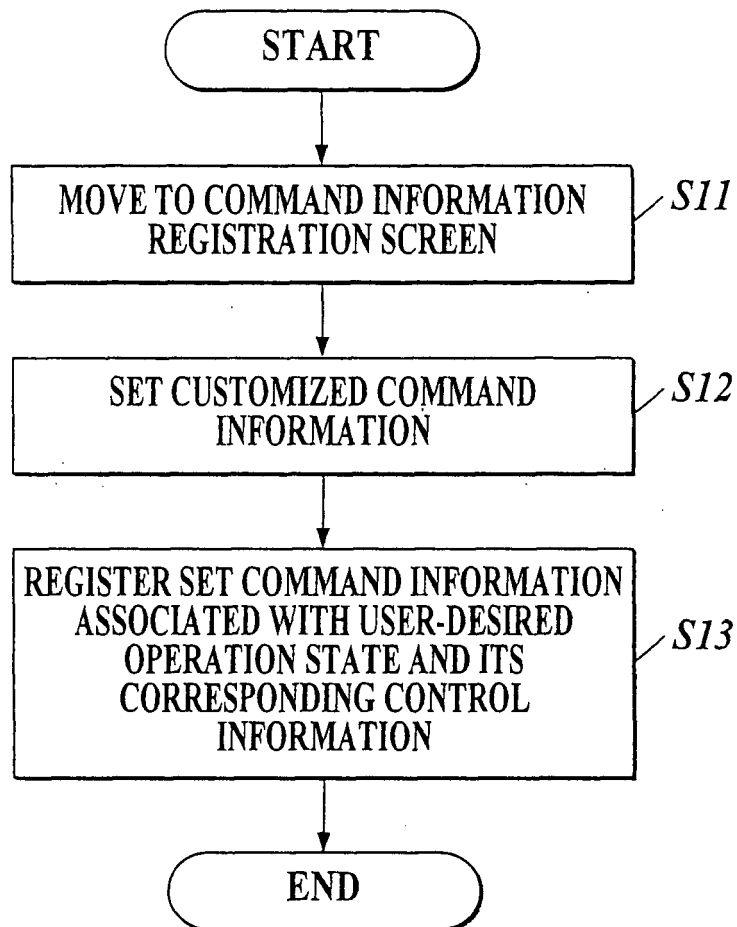 START
MOVE TO COMMAND INFORMATION
REGISTRATION SCREEN
S11
SET CUSTOMIZED COMMAND
INFORMATION
S12
REGISTER SET COMMAND INFORMATION
ASSOCIATED WITH USER-DESIRED
OPERATION STATE AND ITS
CORRESPONDING CONTROL
INFORMATION
S13
END